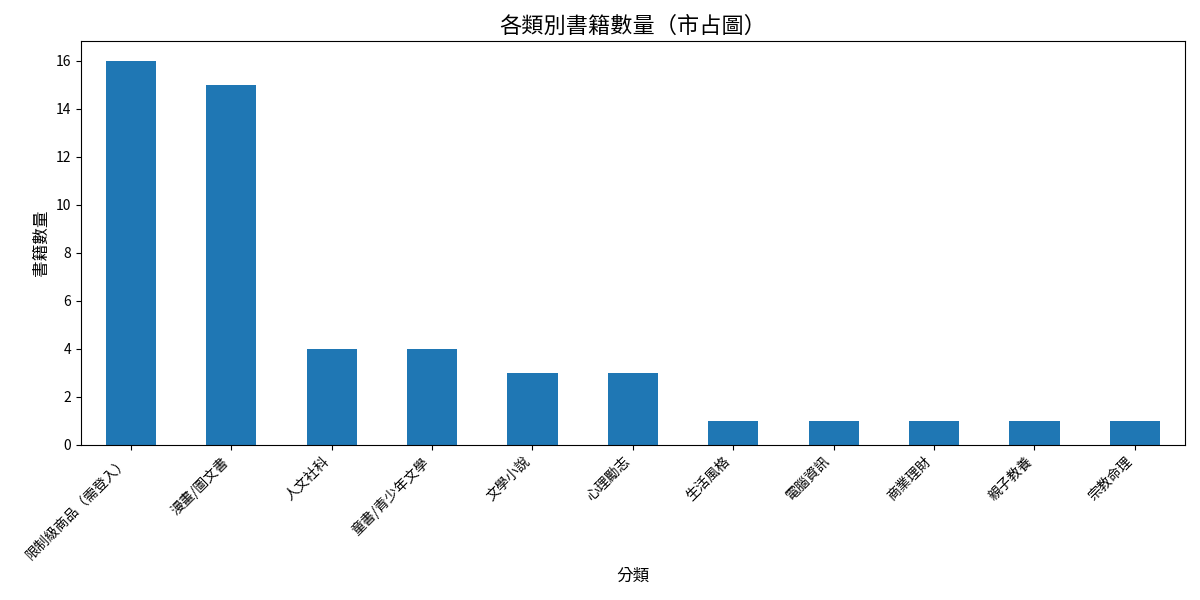 各類別書籍數量（市占圖）
書籍數量
16
14
12
10
8
6
4
2
0
限制級商品（需登入）
漫畫/圖文書
人文社科
童書/青少年文學
文學小說
心理勵志
生活風格
電腦資訊
商業理財
親子教養
宗教命理
分類